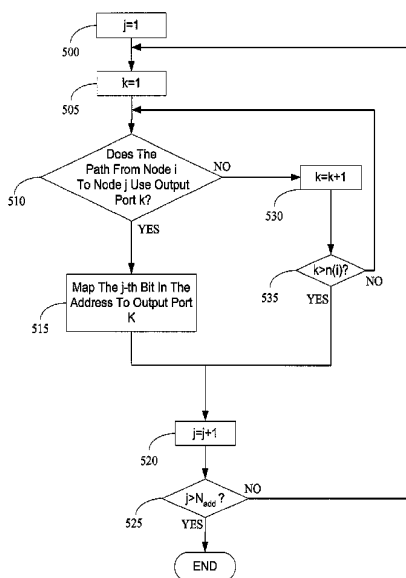 j=1
500
k=1
505
Does The
Path From Node i
To Node j Use Output
Port k?
NO
510
YES
k=k+1
530
k>n(i)?
535
YES
NO
Map The j-th Bit In The
Address To Output Port
K
515
j=j+1
520
j>Nadd?
NO
525
YES
END